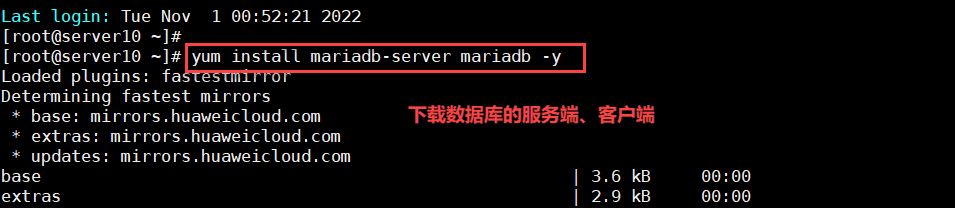 Last login: Tue Nov  1 00:52:21 2022
[root@server10 ~]#
[root@server10 ~]# yum install mariadb-server mariadb -y
Loaded plugins: fastestmirror
Determining fastest mirrors
 * base: mirrors.huaweicloud.com 下载数据库的服务端、客户端
 * extras: mirrors.huaweicloud.com
 * updates: mirrors.huaweicloud.com
base | 3.6 kB 00:00
extras | 2.9 kB 00:00